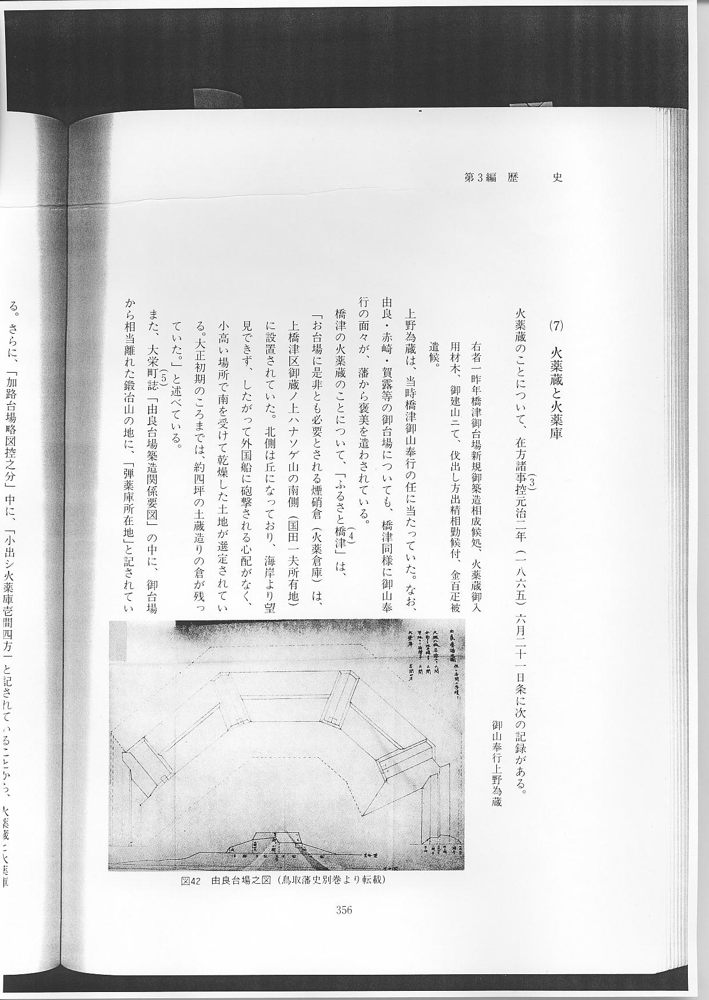 第3編 歴 史
(7) 火薬蔵と火薬庫
火薬蔵のことについて、在方諸事控(3)元治二年(一八六五)六月二十一日条に次の記録がある。
御山奉行上野為蔵
右者一昨年橋津御台場新規御築造相成候処、火薬蔵御入
用材木、御建山ニて、伐出し方出精相勤候付、金百疋被
遣候。
上野為蔵は、当時橋津御山奉行の任に当たっていた。なお、
由良・赤崎・賀露等の御台場についても、橋津同様に御山奉
行の面々が、藩から褒美を遣わされている。
橋津の火薬蔵のことについて、「ふるさと橋津(4)」は、
「お台場に是非とも必要とされる煙硝倉(火薬倉庫)は、
上橋津区御蔵ノ上ハナソゲ山の南側(国田一夫所有地)
に設置されていた。北側は丘になっており、海岸より望
見できず、したがって外国船に砲撃される心配がなく、
小高い場所で南を受けて乾燥した土地が選定されてい
る。大正初期のころまでは、約四坪の土蔵造りの倉が残っ
ていた。」と述べている。
また、大栄町誌(5)「由良台場築造関係要図」の中に、御台場
から相当離れた鍛冶山の地に、「弾薬庫所在地」と記されてい
図42 由良台場之図(鳥取藩史別巻より転載)
356
る。さらに、「加路台場略図控之分」中に、「小出シ火薬庫壱間四方」と記されていることから、火薬蔵と火薬庫